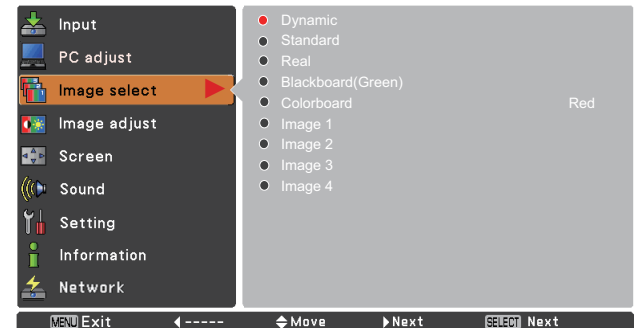 Input
PC adjust
Image select
Image adjust
Screen
Sound
Setting
Information
Network
Dynamic
Standard
Real
Blackboard(Green)
Colorboard Red
Image 1
Image 2
Image 3
Image 4
MENU Exit ----- Move Next SELECT Next